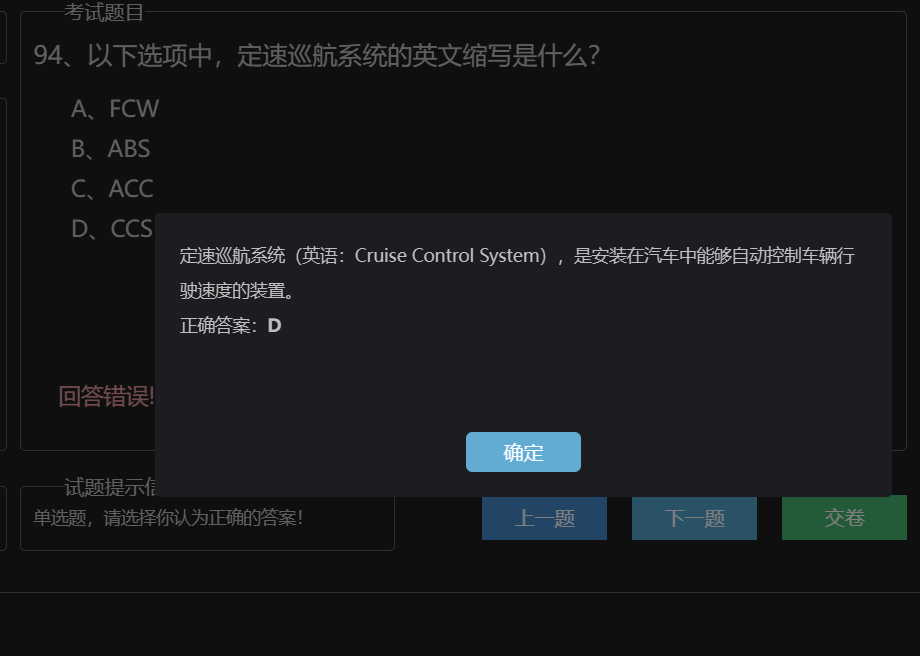 考试题目
94、以下选项中，定速巡航系统的英文缩写是什么？
A、FCW
B、ABS
C、ACC
D、CCS
定速巡航系统（英语：Cruise Control System），是安装在汽车中能够自动控制车辆行
驶速度的装置。
正确答案：D
回答错误!
确定
试题提示信
单选题，请选择你认为正确的答案！
上一题
下一题
交卷